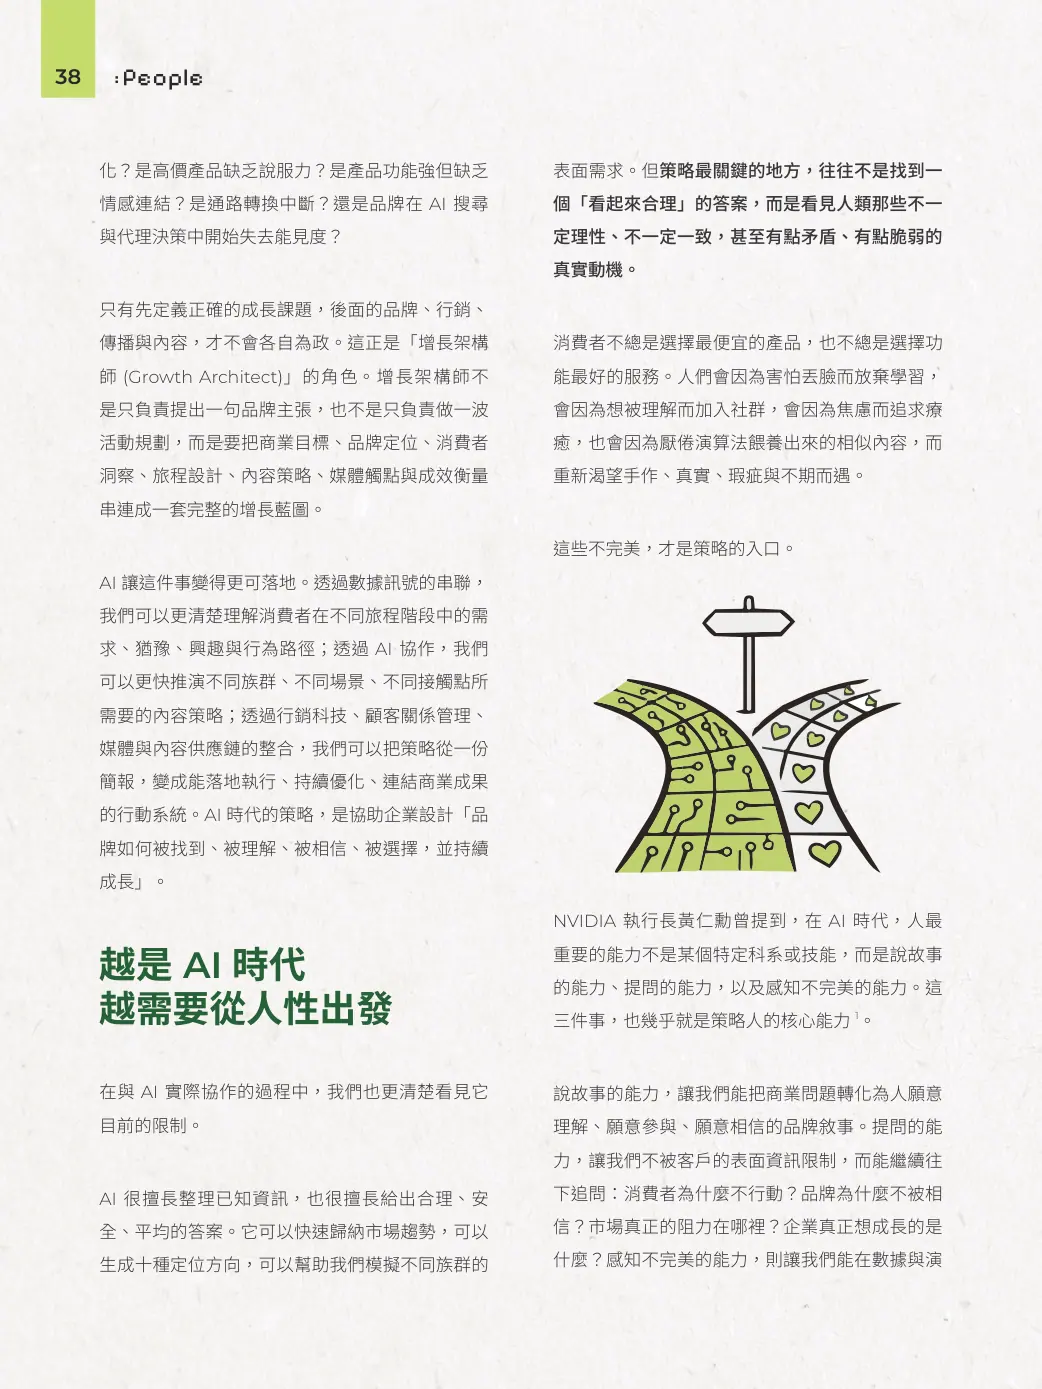 38
:People
化？是高價產品缺乏說服力？是產品功能強但缺乏
情感連結？是通路轉換中斷？還是品牌在 AI 搜尋
與代理決策中開始失去能見度？
只有先定義正確的成長課題，後面的品牌、行銷、
傳播與內容，才不會各自為政。這正是「增長架構
師 (Growth Architect)」的角色。增長架構師不
是只負責提出一句品牌主張，也不是只負責做一波
活動規劃，而是要把商業目標、品牌定位、消費者
洞察、旅程設計、內容策略、媒體觸點與成效衡量
串連成一套完整的增長藍圖。
AI 讓這件事變得更可落地。透過數據訊號的串聯，
我們可以更清楚理解消費者在不同旅程階段中的需
求、猶豫、興趣與行為路徑；透過 AI 協作，我們
可以更快推演不同族群、不同場景、不同接觸點所
需要的內容策略；透過行銷科技、顧客關係管理、
媒體與內容供應鏈的整合，我們可以把策略從一份
簡報，變成能落地執行、持續優化、連結商業成果
的行動系統。AI 時代的策略，是協助企業設計「品
牌如何被找到、被理解、被相信、被選擇，並持續
成長」。
越是 AI 時代
越需要從人性出發
在與 AI 實際協作的過程中，我們也更清楚看見它
目前的限制。
AI 很擅長整理已知資訊，也很擅長給出合理、安
全、平均的答案。它可以快速歸納市場趨勢，可以
生成十種定位方向，可以幫助我們模擬不同族群的
表面需求。但策略最關鍵的地方，往往不是找到一
個「看起來合理」的答案，而是看見人類那些不一
定理性、不一定一致，甚至有點矛盾、有點脆弱的
真實動機。
消費者不總是選擇最便宜的產品，也不總是選擇功
能最好的服務。人們會因為害怕丟臉而放棄學習，
會因為想被理解而加入社群，會因為焦慮而追求療
癒，也會因為厭倦演算法餵養出來的相似內容，而
重新渴望手作、真實、瑕疵與不期而遇。
這些不完美，才是策略的入口。
NVIDIA 執行長黃仁勳曾提到，在 AI 時代，人最
重要的能力不是某個特定科系或技能，而是說故事
的能力、提問的能力，以及感知不完美的能力。這
三件事，也幾乎就是策略人的核心能力 1。
說故事的能力，讓我們能把商業問題轉化為人願意
理解、願意參與、願意相信的品牌敘事。提問的能
力，讓我們不被客戶的表面資訊限制，而能繼續往
下追問：消費者為什麼不行動？品牌為什麼不被相
信？市場真正的阻力在哪裡？企業真正想成長的是
什麼？感知不完美的能力，則讓我們能在數據與演